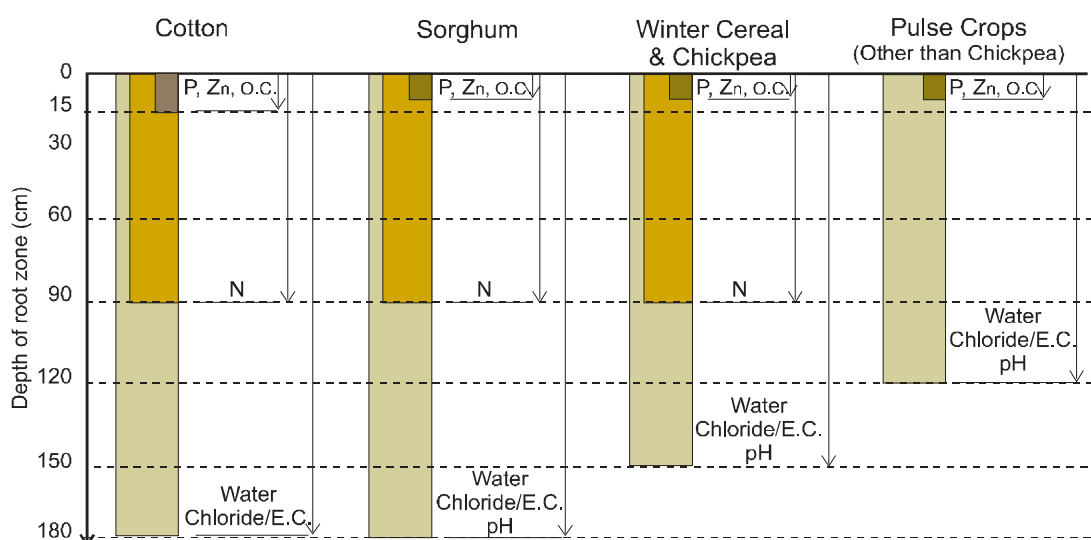 Cotton
Sorghum
Winter Cereal
& Chickpea
Pulse Crops
(Other than Chickpea)
Depth of root zone (cm)
0
15
30
60
90
120
150
180
P, Zn, O.C.
N
Water
Chloride/E.C.
P, Zn, O.C.
N
Water
Chloride/E.C.
pH
P, Zn, O.C.
N
Water
Chloride/E.C.
pH
P, Zn, O.C.
Water
Chloride/E.C.
pH